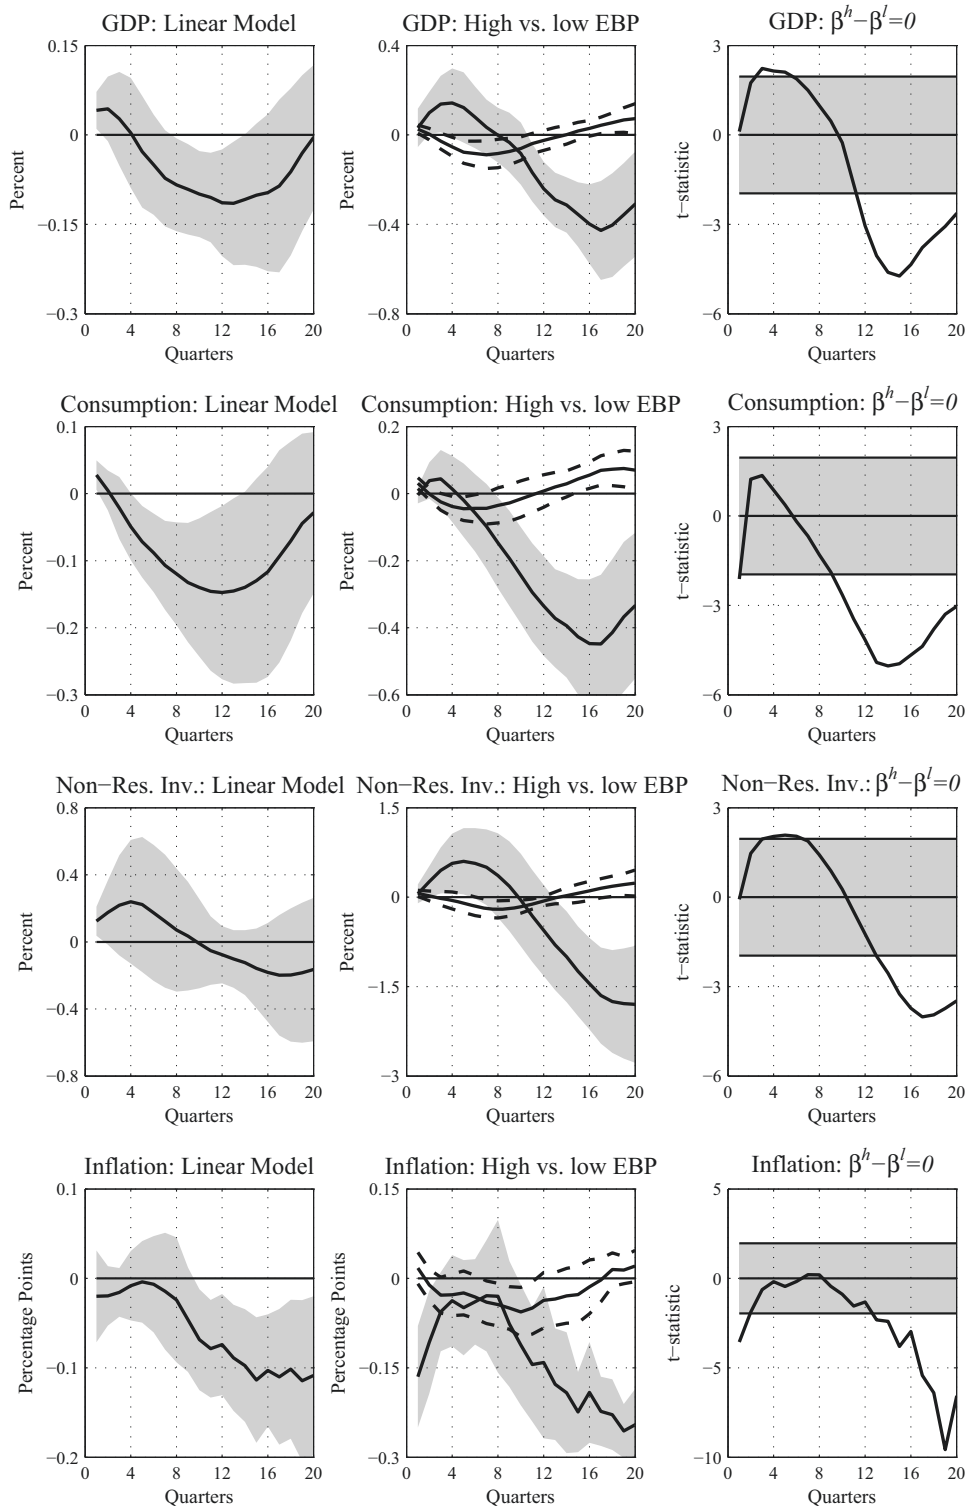 GDP: Linear Model
0.15
0
−0.15
−0.3
Percent
0 4 8 12 16 20
Quarters
GDP: High vs. low EBP
0.4
0
−0.4
−0.8
Percent
0 4 8 12 16 20
Quarters
GDP: βʰ−βˡ=0
3
0
−3
−6
t−statistic
0 4 8 12 16 20
Quarters
Consumption: Linear Model
0.1
0
−0.1
−0.2
−0.3
Percent
0 4 8 12 16 20
Quarters
Consumption: High vs. low EBP
0.2
0
−0.2
−0.4
−0.6
Percent
0 4 8 12 16 20
Quarters
Consumption: βʰ−βˡ=0
3
0
−3
−6
t−statistic
0 4 8 12 16 20
Quarters
Non−Res. Inv.: Linear Model
0.8
0.4
0
−0.4
−0.8
Percent
0 4 8 12 16 20
Quarters
Non−Res. Inv.: High vs. low EBP
1.5
0
−1.5
−3
Percent
0 4 8 12 16 20
Quarters
Non−Res. Inv.: βʰ−βˡ=0
3
0
−3
−6
t−statistic
0 4 8 12 16 20
Quarters
Inflation: Linear Model
0.1
0
−0.1
−0.2
Percentage Points
0 4 8 12 16 20
Quarters
Inflation: High vs. low EBP
0.15
0
−0.15
−0.3
Percentage Points
0 4 8 12 16 20
Quarters
Inflation: βʰ−βˡ=0
5
0
−5
−10
t−statistic
0 4 8 12 16 20
Quarters